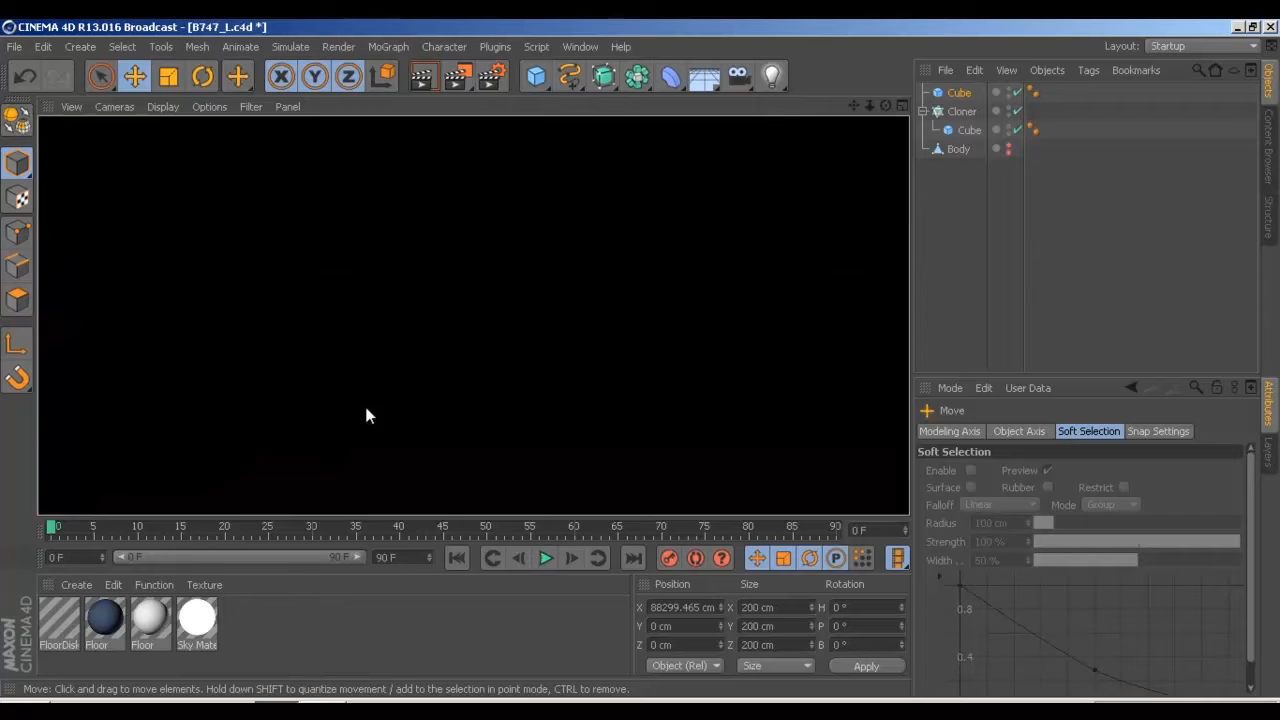 CINEMA 4D R13.016 Broadcast - [B747_L.c4d *]
File Edit Create Select Tools Mesh Animate Simulate Render MoGraph Character Plugins Script Window Help Layout: Startup
X Y Z
File Edit View Objects Tags Bookmarks
View Cameras Display Options Filter Panel
Cube
Cloner
Cube
Body
Objects
Content Browser
Structure
Mode Edit User Data
Move
Modeling Axis Object Axis Soft Selection Snap Settings
Soft Selection
Enable Preview
Surface Rubber Restrict
Falloff Linear Mode Group
Radius 100 cm
Strength 100 %
Width . . 50 %
0.8
0.4
Attributes
Layers
0 5 10 15 20 25 30 35 40 45 50 55 60 65 70 75 80 85 90 0 F
0 F 0 F 90 F 90 F
P
Create Edit Function Texture
FloorDisk Floor Floor Sky Mate
Position Size Rotation
X 88299.465 cm X 200 cm H 0 °
Y 0 cm Y 200 cm P 0 °
Z 0 cm Z 200 cm B 0 °
Object (Rel) Size Apply
MAXON CINEMA4D
Move: Click and drag to move elements. Hold down SHIFT to quantize movement / add to the selection in point mode, CTRL to remove.